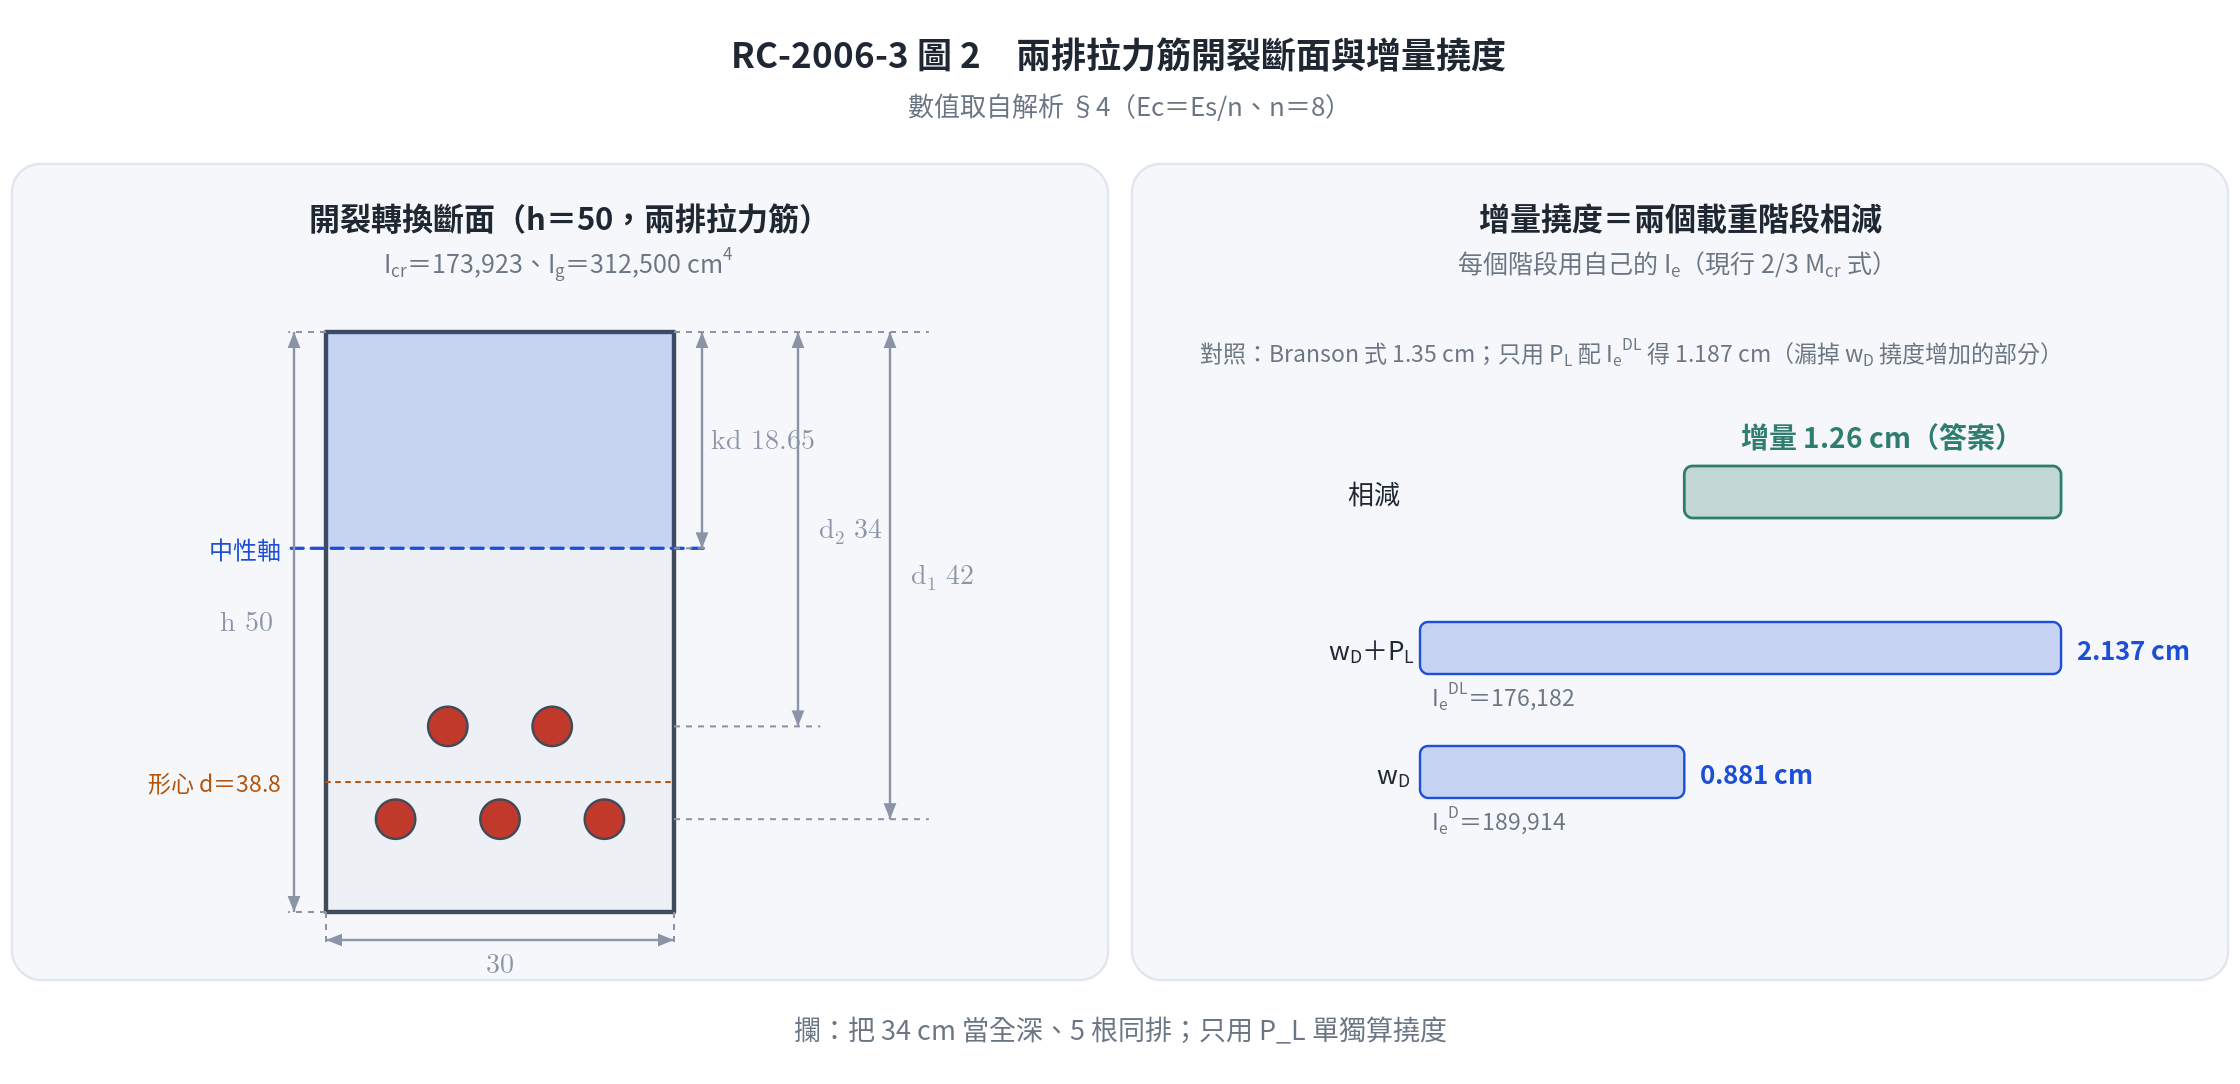 RC-2006-3 圖 2　兩排拉力筋開裂斷面與增量撓度
數值取自解析 §4（Ec＝Es/n、n＝8）
開裂轉換斷面（h＝50，兩排拉力筋）
Icr＝173,923、Ig＝312,500 cm⁴
kd 18.65
d₂ 34
中性軸
d₁ 42
h 50
形心 d＝38.8
30
增量撓度＝兩個載重階段相減
每個階段用自己的 Ie（現行 2/3 Mcr 式）
對照：Branson 式 1.35 cm；只用 PL 配 Ie^DL 得 1.187 cm（漏掉 wD 撓度增加的部分）
增量 1.26 cm（答案）
相減
wD＋PL
2.137 cm
Ie^DL＝176,182
wD
0.881 cm
Ie^D＝189,914
攔：把 34 cm 當全深、5 根同排；只用 P_L 單獨算撓度